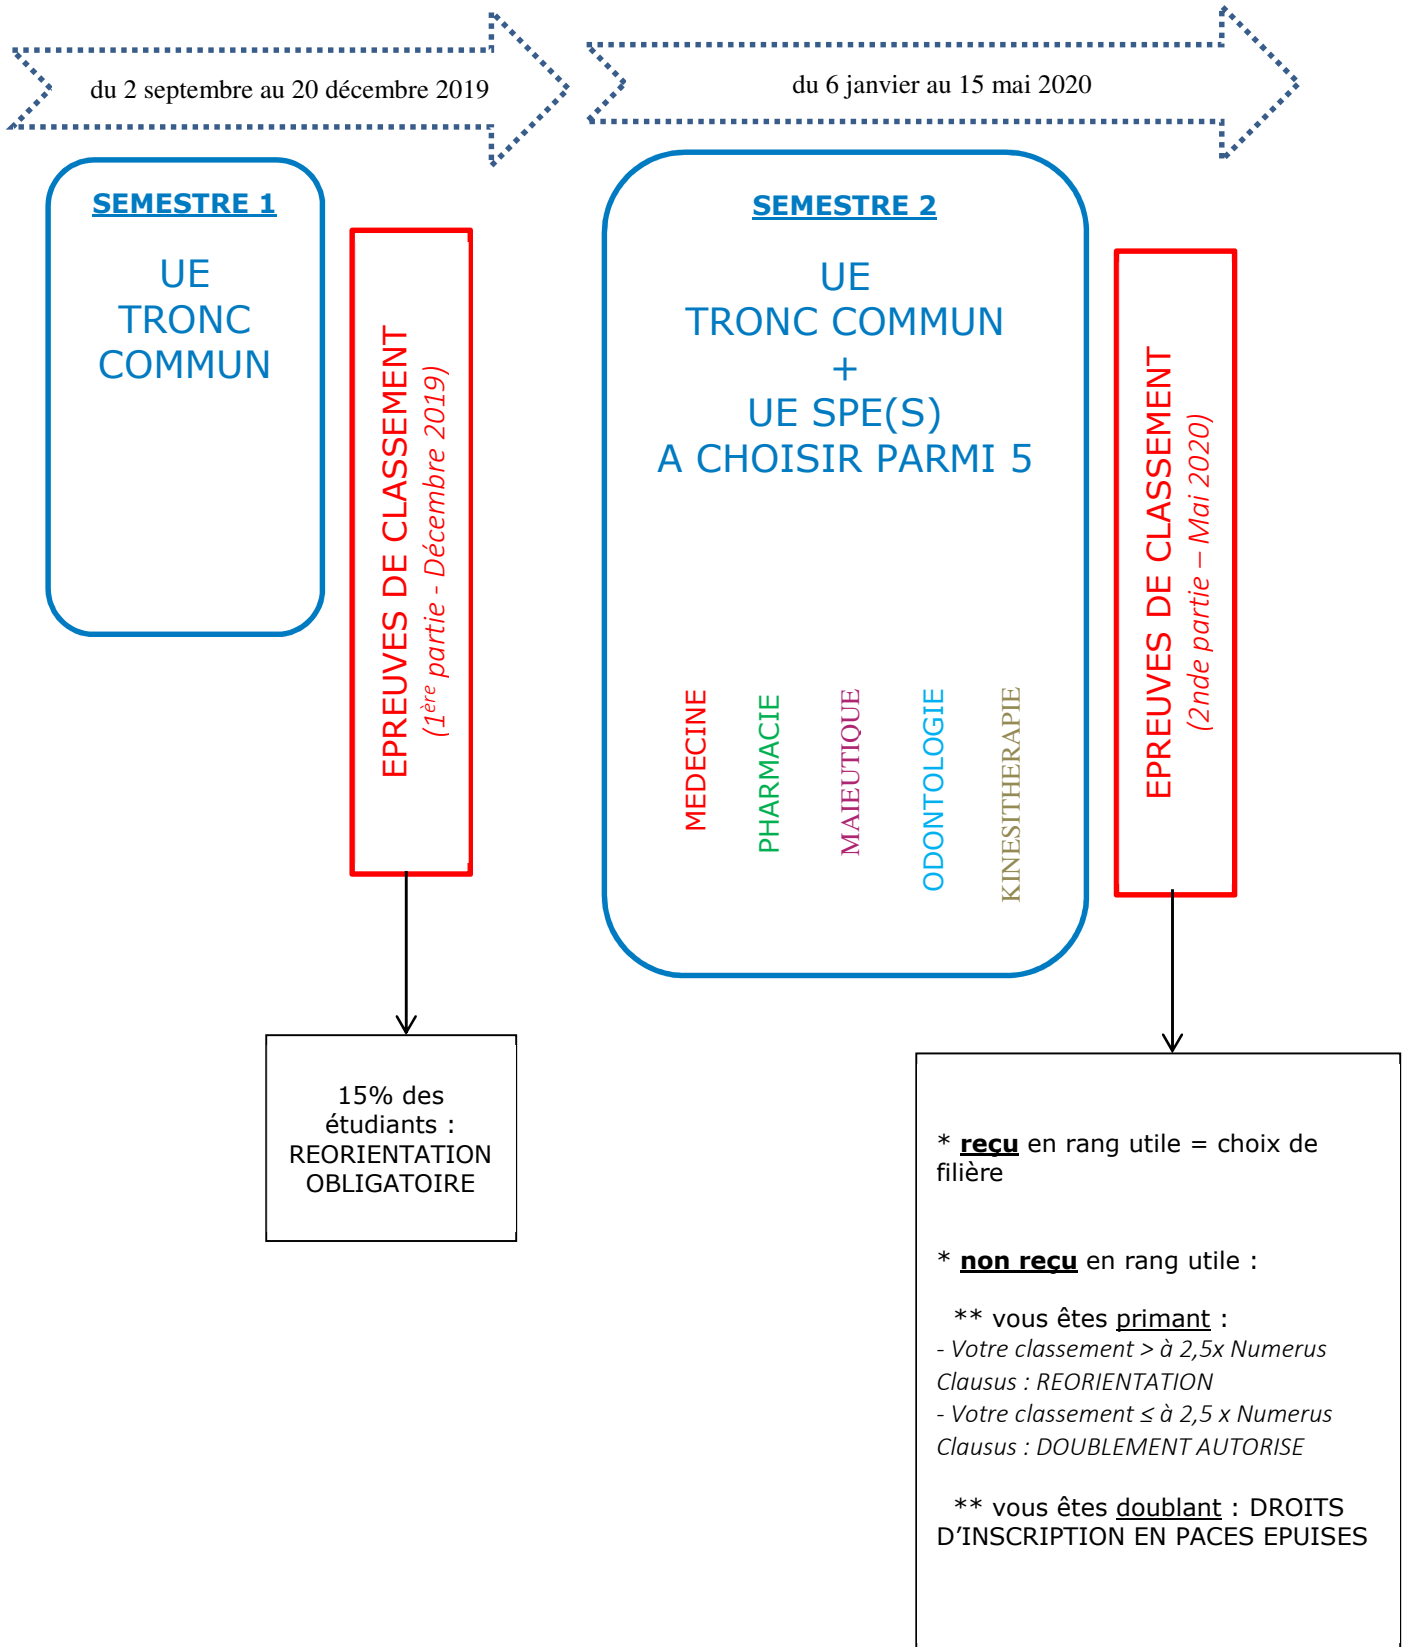 du 2 septembre au 20 décembre 2019
du 6 janvier au 15 mai 2020
SEMESTRE 1
UE
TRONC
COMMUN
EPREUVES DE CLASSEMENT
(1ère partie - Décembre 2019)
SEMESTRE 2
UE
TRONC COMMUN
+
UE SPE(S)
A CHOISIR PARMI 5
MEDECINE
PHARMACIE
MAIEUTIQUE
ODONTOLOGIE
KINESITHERAPIE
EPREUVES DE CLASSEMENT
(2nde partie – Mai 2020)
15% des
étudiants :
REORIENTATION
OBLIGATOIRE
* reçu en rang utile = choix de
filière
* non reçu en rang utile :
** vous êtes primant :
- Votre classement > à 2,5x Numerus
Clausus : REORIENTATION
- Votre classement ≤ à 2,5 x Numerus
Clausus : DOUBLEMENT AUTORISE
** vous êtes doublant : DROITS
D’INSCRIPTION EN PACES EPUISES